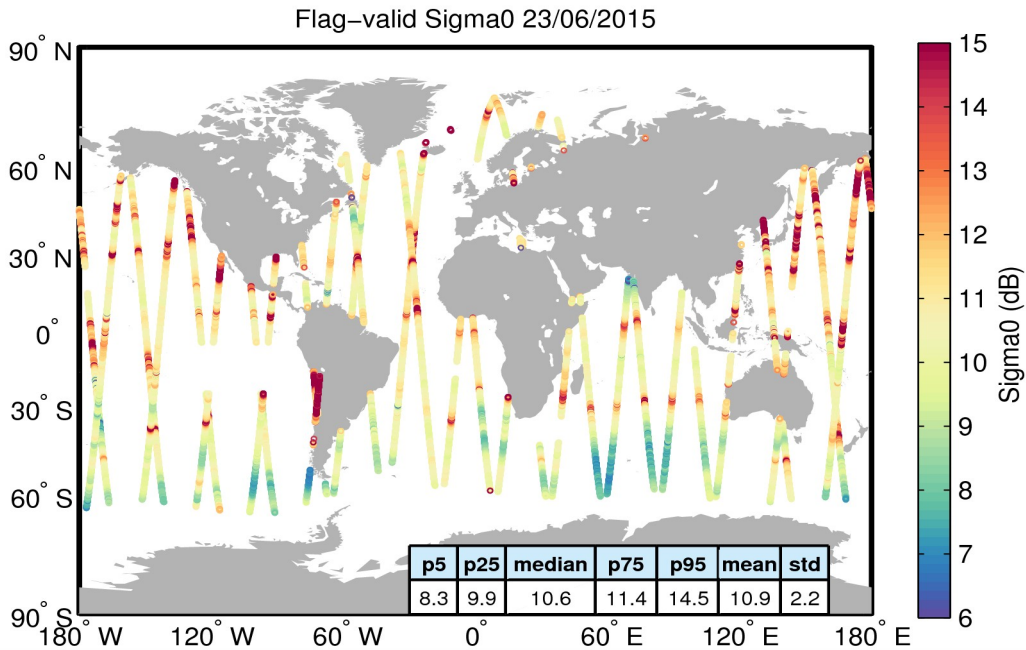 Flag−valid Sigma0 23/06/2015
90° N
60° N
30° N
0°
30° S
60° S
90° S
180° W
120° W
60° W
0°
60° E
120° E
180° E
p5 p25 median p75 p95 mean std
8.3 9.9 10.6 11.4 14.5 10.9 2.2
15
14
13
12
11
10
9
8
7
6
Sigma0 (dB)